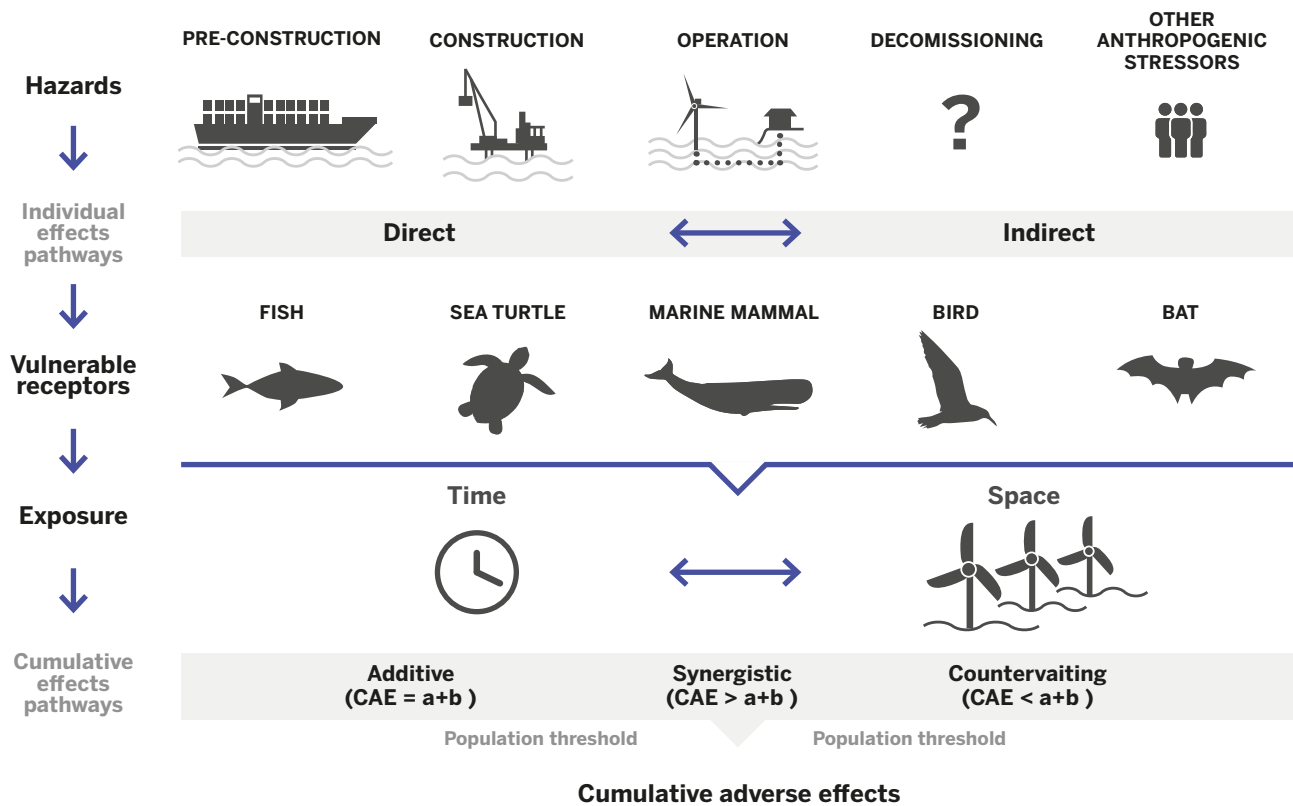 PRE-CONSTRUCTION
CONSTRUCTION
OPERATION
DECOMISSIONING
OTHER
ANTHROPOGENIC
STRESSORS
Hazards
?
Individual
effects
pathways
Direct
Indirect
FISH
SEA TURTLE
MARINE MAMMAL
BIRD
BAT
Vulnerable
receptors
Time
Space
Exposure
Cumulative
effects
pathways
Additive
(CAE = a+b )
Synergistic
(CAE > a+b )
Countervaiting
(CAE < a+b )
Population threshold
Population threshold
Cumulative adverse effects